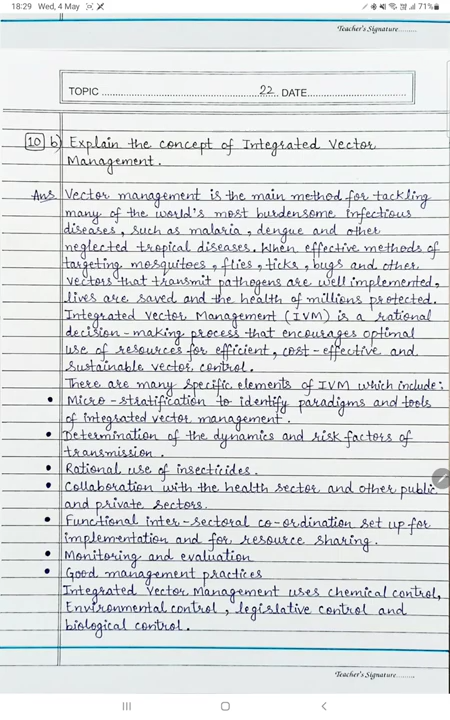 18:29 Wed, 4 May
71%
Teacher's Signature.........
TOPIC ............ 22 DATE............
10 b) Explain the concept of Integrated Vector
Management.
Ans Vector management is the main method for tackling
many of the world's most burdensome infectious
diseases, such as malaria, dengue and other
neglected tropical diseases. When effective methods of
targeting mosquitoes, flies, ticks, bugs and other
vectors that transmit pathogens are well implemented,
lives are saved and the health of millions protected.
Integrated Vector Management (IVM) is a rational
decision-making process that encourages optimal
use of resources for efficient, cost-effective and
sustainable vector control.
There are many specific elements of IVM which include:
• Micro-stratification to identify paradigms and tools
of integrated vector management.
• Determination of the dynamics and risk factors of
transmission.
• Rational use of insecticides.
• Collaboration with the health sector and other public
and private sectors.
• Functional inter-sectoral co-ordination set up for
implementation and for resource sharing.
• Monitoring and evaluation
• Good management practices
Integrated Vector Management uses chemical control,
Environmental control, legislative control and
biological control.
Teacher's Signature.........